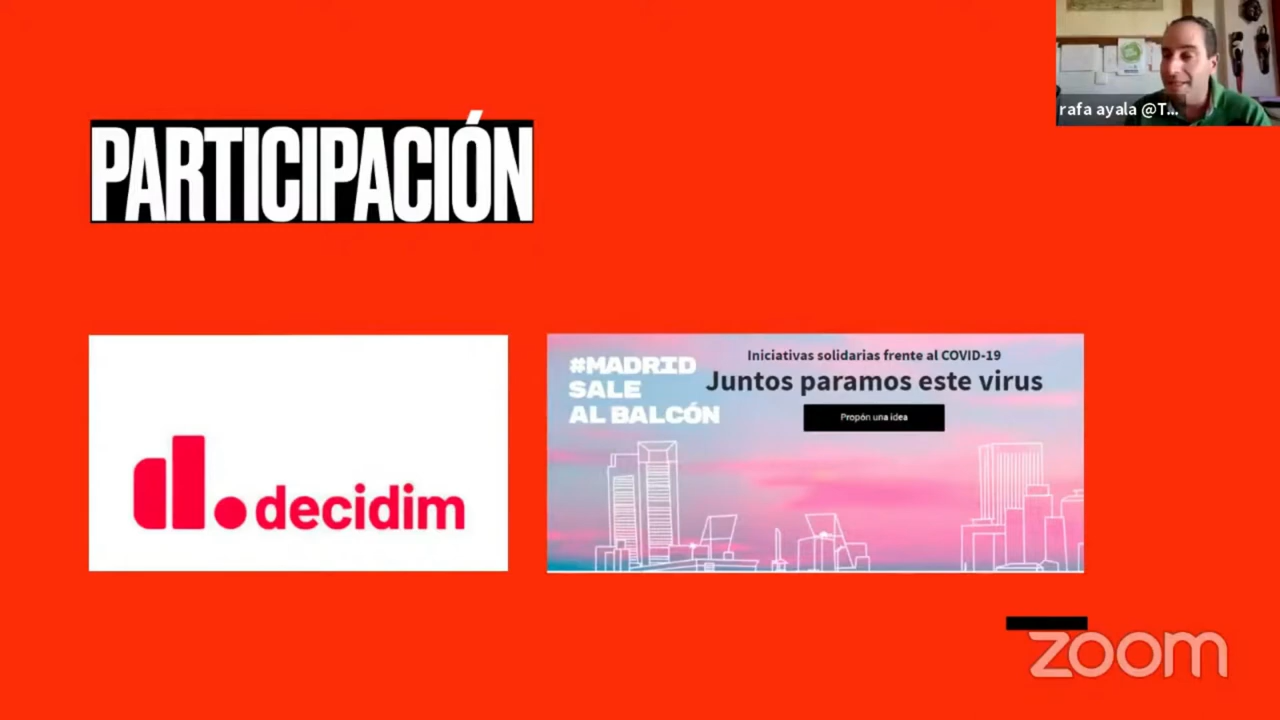 rafa ayala @T...
PARTICIPACIÓN
decidim
#MADRID
SALE
AL BALCÓN
Iniciativas solidarias frente al COVID-19
Juntos paramos este virus
Propón una idea
zoom